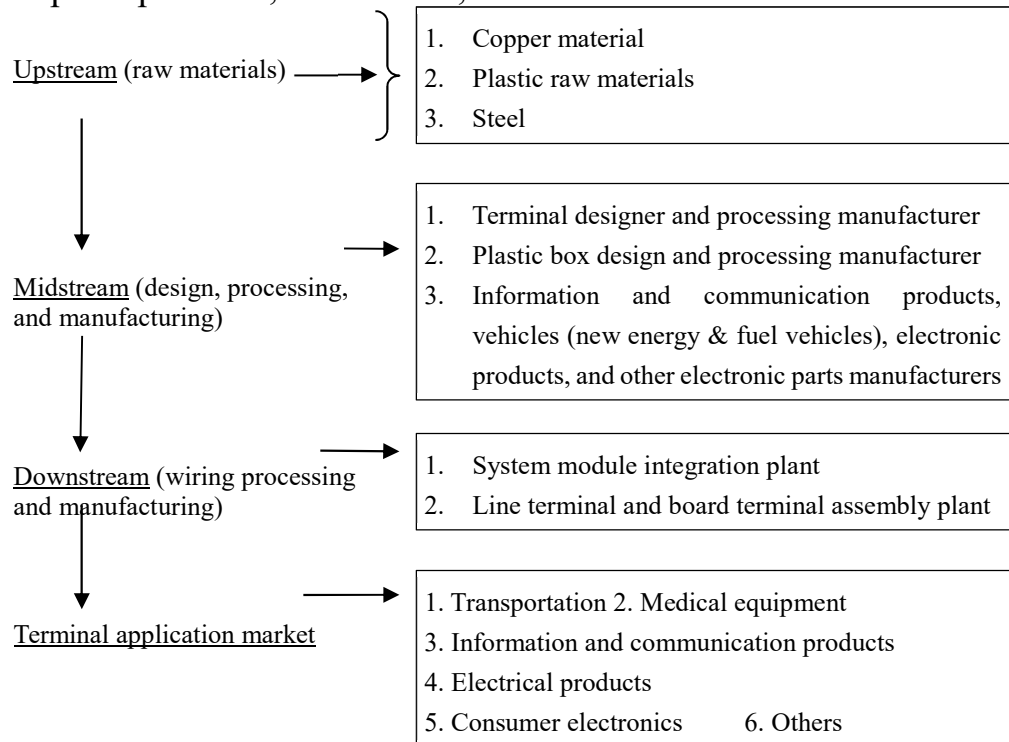 Upstream (raw materials)
1. Copper material
2. Plastic raw materials
3. Steel
Midstream (design, processing,
and manufacturing)
1. Terminal designer and processing manufacturer
2. Plastic box design and processing manufacturer
3. Information and communication products,
vehicles (new energy & fuel vehicles), electronic
products, and other electronic parts manufacturers
Downstream (wiring processing
and manufacturing)
1. System module integration plant
2. Line terminal and board terminal assembly plant
Terminal application market
1. Transportation 2. Medical equipment
3. Information and communication products
4. Electrical products
5. Consumer electronics 6. Others